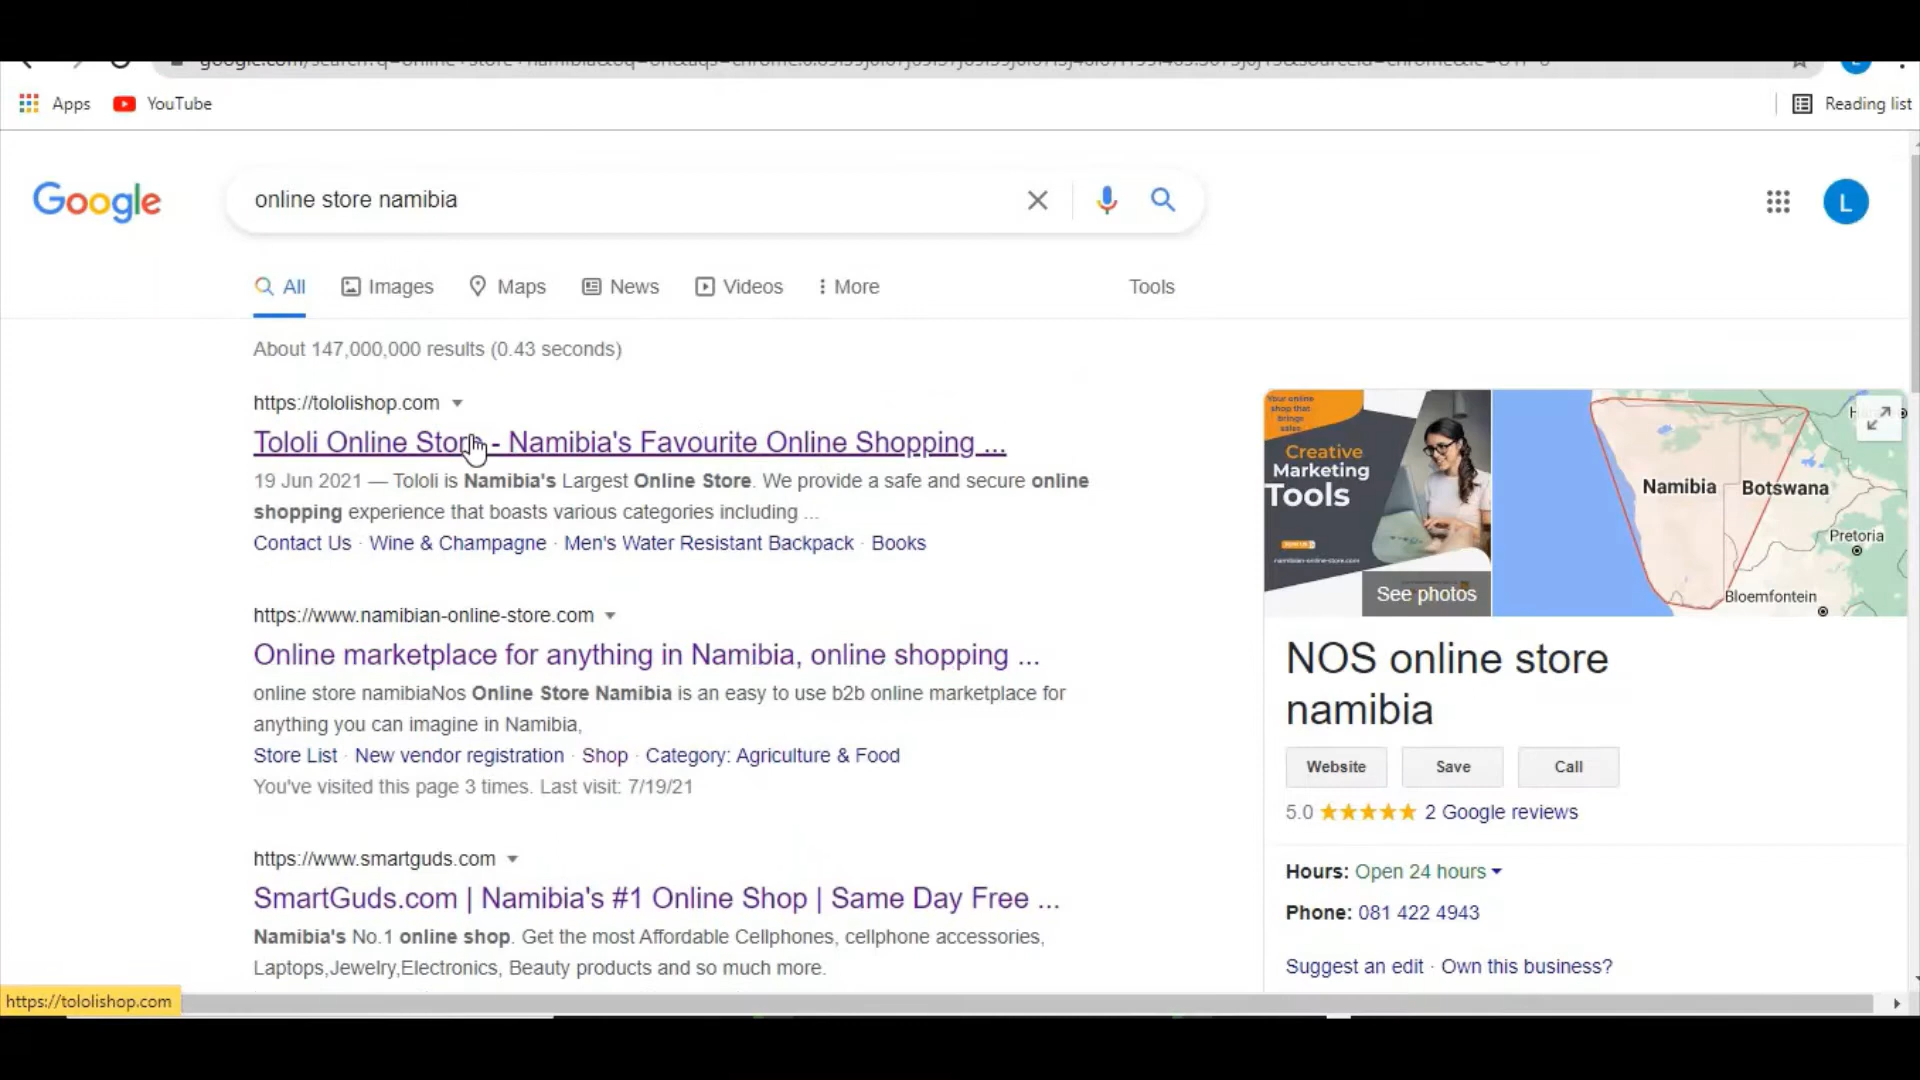 Apps YouTube Reading list
Google online store namibia L
All Images Maps News Videos More Tools
About 147,000,000 results (0.43 seconds)
https://tololishop.com
Tololi Online Store - Namibia's Favourite Online Shopping ...
19 Jun 2021 — Tololi is Namibia's Largest Online Store. We provide a safe and secure online
shopping experience that boasts various categories including ...
Contact Us · Wine & Champagne · Men's Water Resistant Backpack · Books
https://www.namibian-online-store.com
Online marketplace for anything in Namibia, online shopping ...
online store namibiaNos Online Store Namibia is an easy to use b2b online marketplace for
anything you can imagine in Namibia,
Store List · New vendor registration · Shop · Category: Agriculture & Food
You've visited this page 3 times. Last visit: 7/19/21
https://www.smartguds.com
SmartGuds.com | Namibia's #1 Online Shop | Same Day Free ...
Namibia's No.1 online shop. Get the most Affordable Cellphones, cellphone accessories,
Laptops,Jewelry,Electronics, Beauty products and so much more.
Your online
shop that
brings
sales
Creative
Marketing
Tools
namibian-online-store.com
See photos
Namibia Botswana
Pretoria
Bloemfontein
NOS online store
namibia
Website Save Call
5.0 2 Google reviews
Hours: Open 24 hours
Phone: 081 422 4943
Suggest an edit · Own this business?
https://tololishop.com